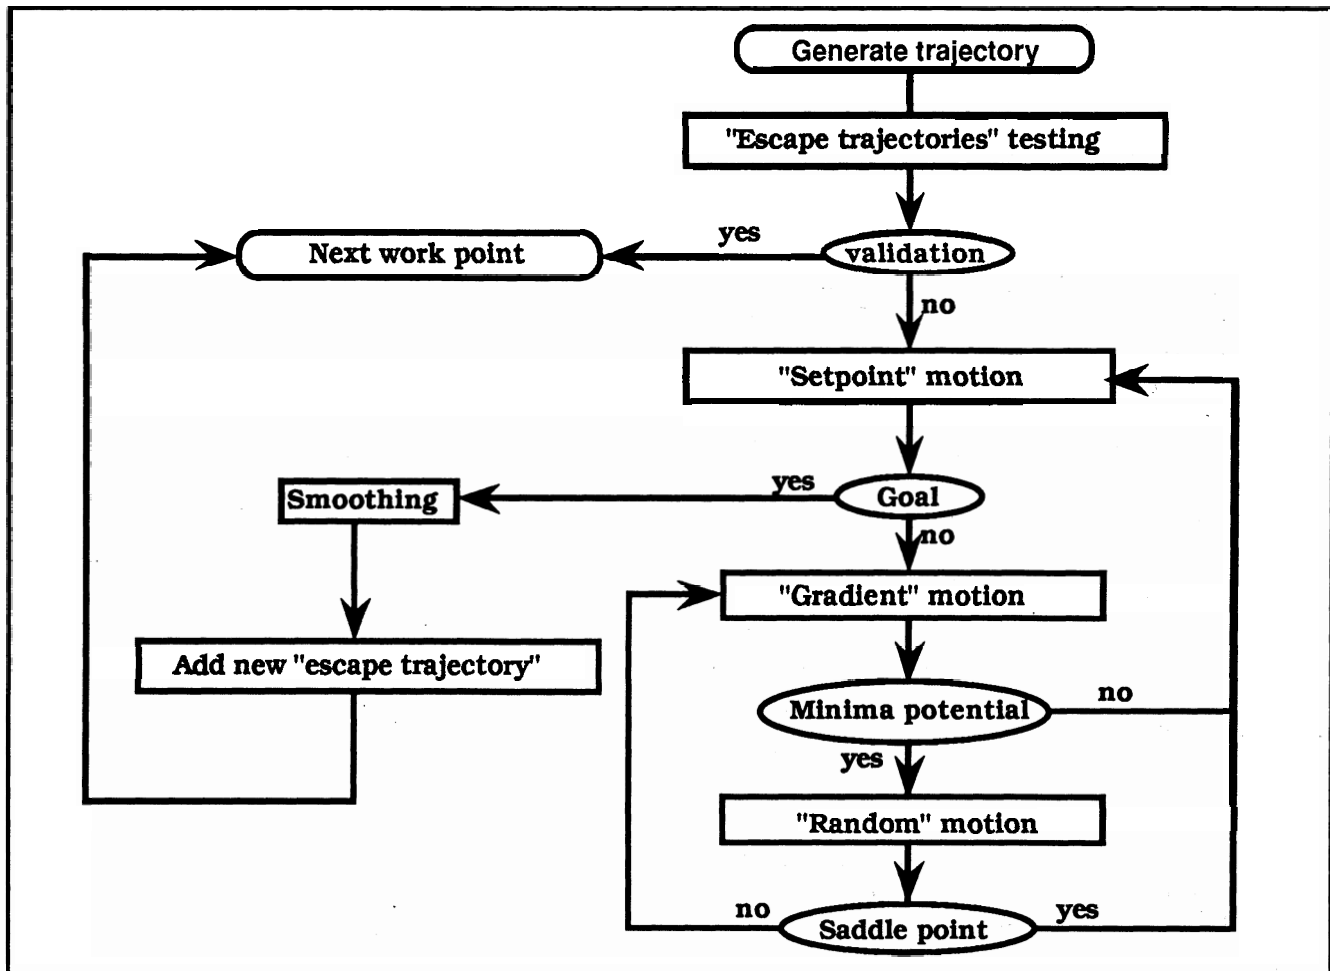 Generate trajectory
"Escape trajectories" testing
yes
Next work point
validation
no
"Setpoint" motion
yes
Smoothing
Goal
no
"Gradient" motion
Add new "escape trajectory"
Minima potential
no
yes
"Random" motion
no
Saddle point
yes